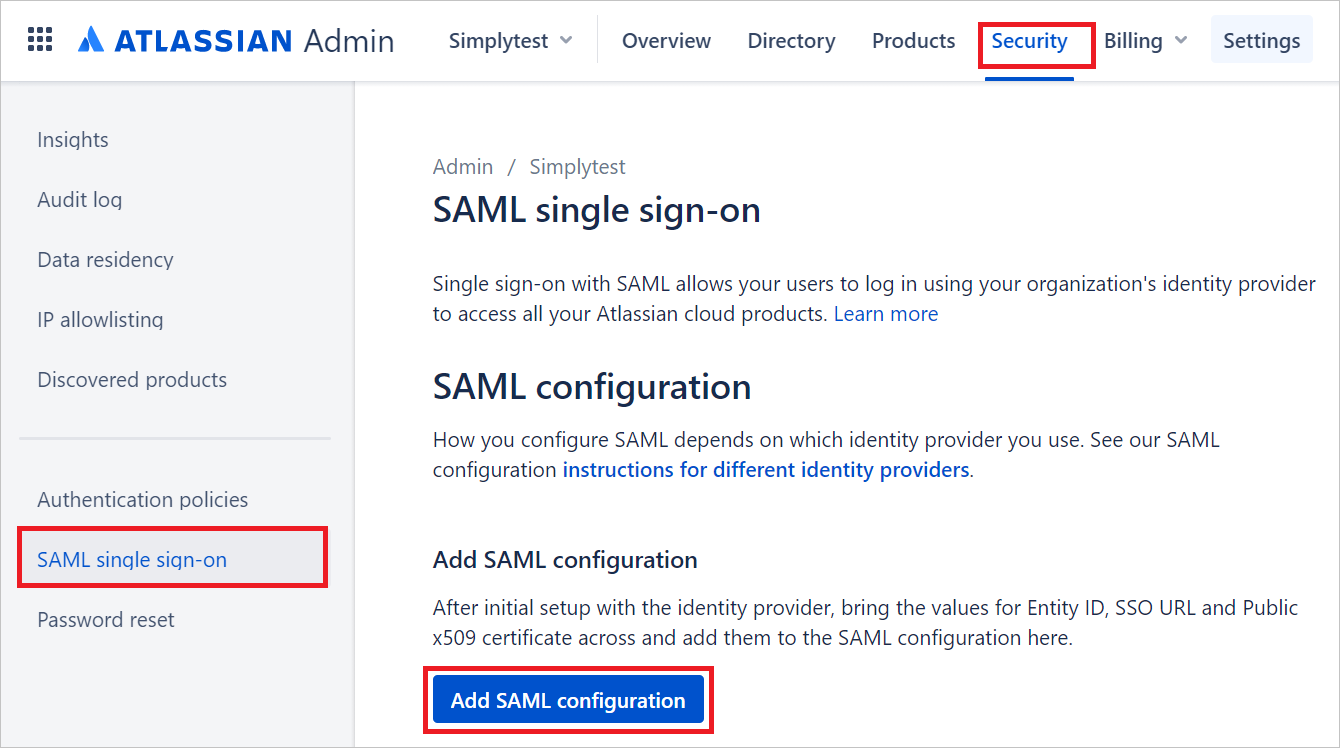 ATLASSIAN Admin Simplytest Overview Directory Products Security Billing Settings
Insights
Audit log
Data residency
IP allowlisting
Discovered products
Authentication policies
SAML single sign-on
Password reset
Admin / Simplytest
SAML single sign-on
Single sign-on with SAML allows your users to log in using your organization's identity provider
to access all your Atlassian cloud products. Learn more
SAML configuration
How you configure SAML depends on which identity provider you use. See our SAML
configuration instructions for different identity providers.
Add SAML configuration
After initial setup with the identity provider, bring the values for Entity ID, SSO URL and Public
x509 certificate across and add them to the SAML configuration here.
Add SAML configuration